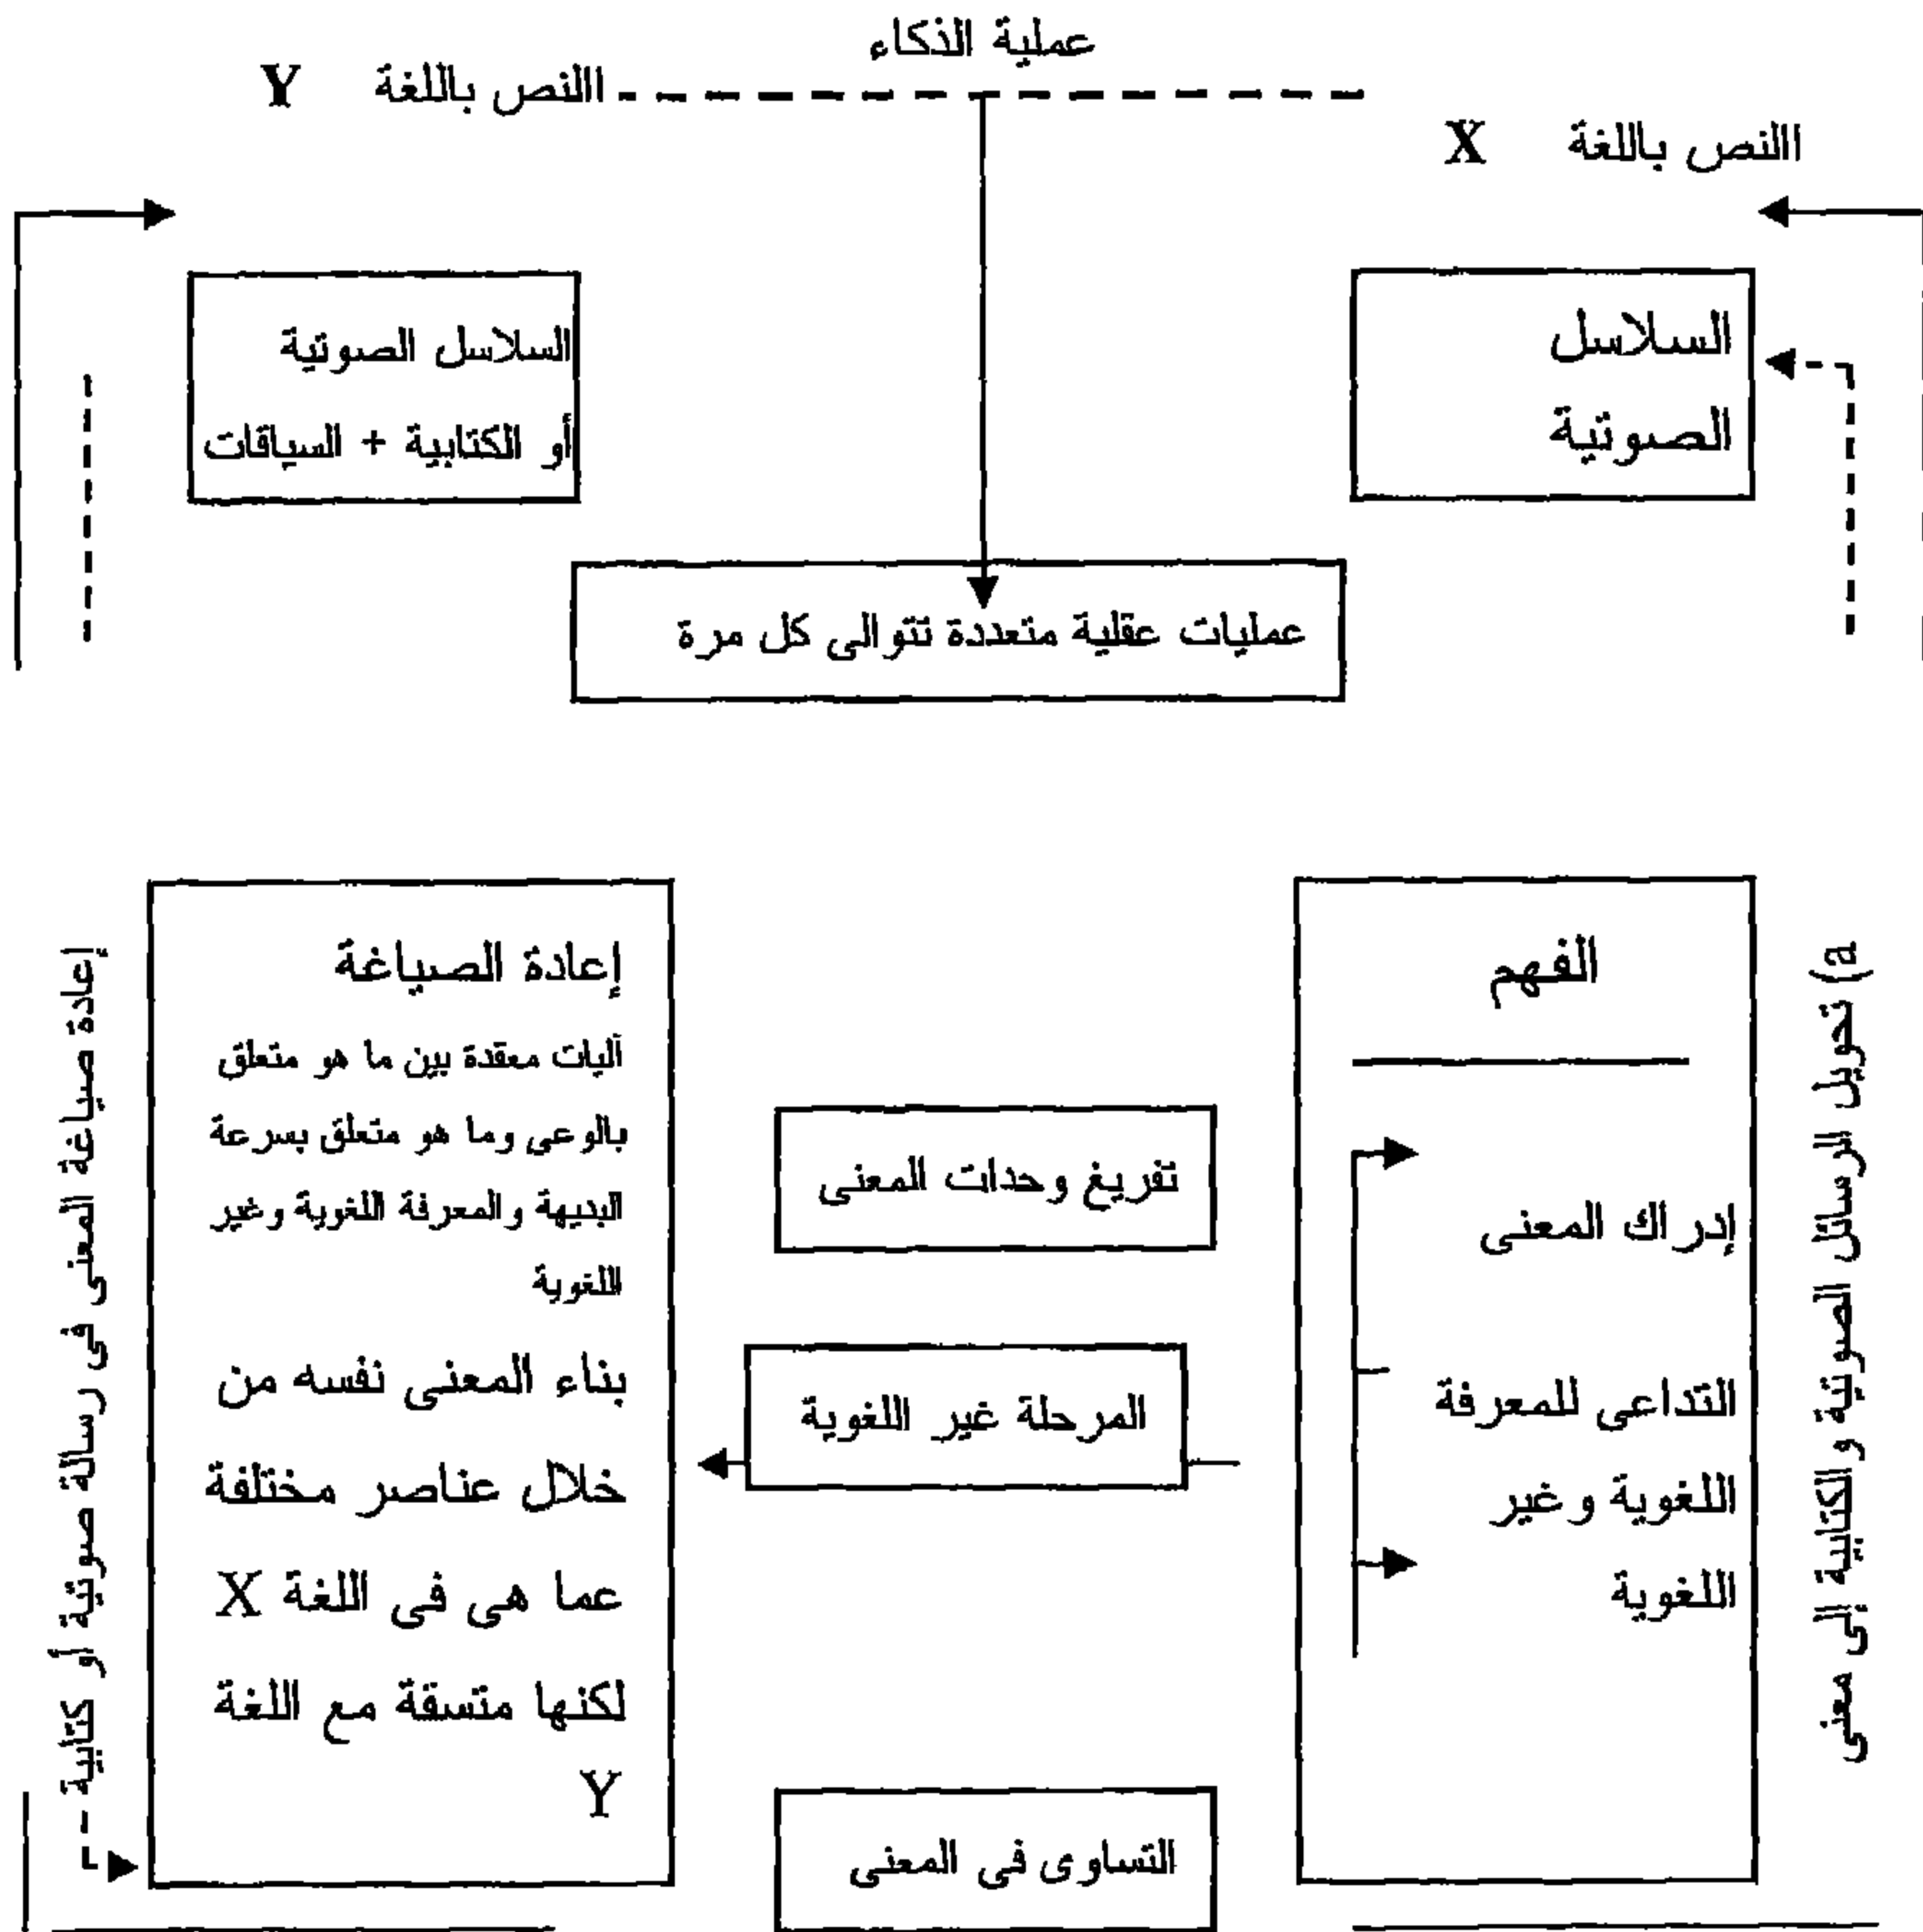 عملية الذكاء
االنص باللغة X
االنص باللغة Y
السلاسل
الصوتية
السلاسل الصوتية
أو الكتابية + السياقات
عمليات عقلية متعددة تتوالى كل مرة
a) تحويل الرسائل الصوتية والكتابية إلى معنى
الفهم
إدراك المعنى
التداعى للمعرفة
اللغوية وغير
اللغوية
تفريغ وحدات المعنى
المرحلة غير اللغوية
التساوى فى المعنى
إعادة الصياغة
آليات معقدة بين ما هو متعلق
بالوعى وما هو متعلق بسرعة
البديهة والمعرفة اللغوية وغير
اللغوية
بناء المعنى نفسه من
خلال عناصر مختلفة
عما هى فى اللغة X
لكنها متسقة مع اللغة
Y
إعادة صياغة المعنى فى رسالة صوتية أو كتابية